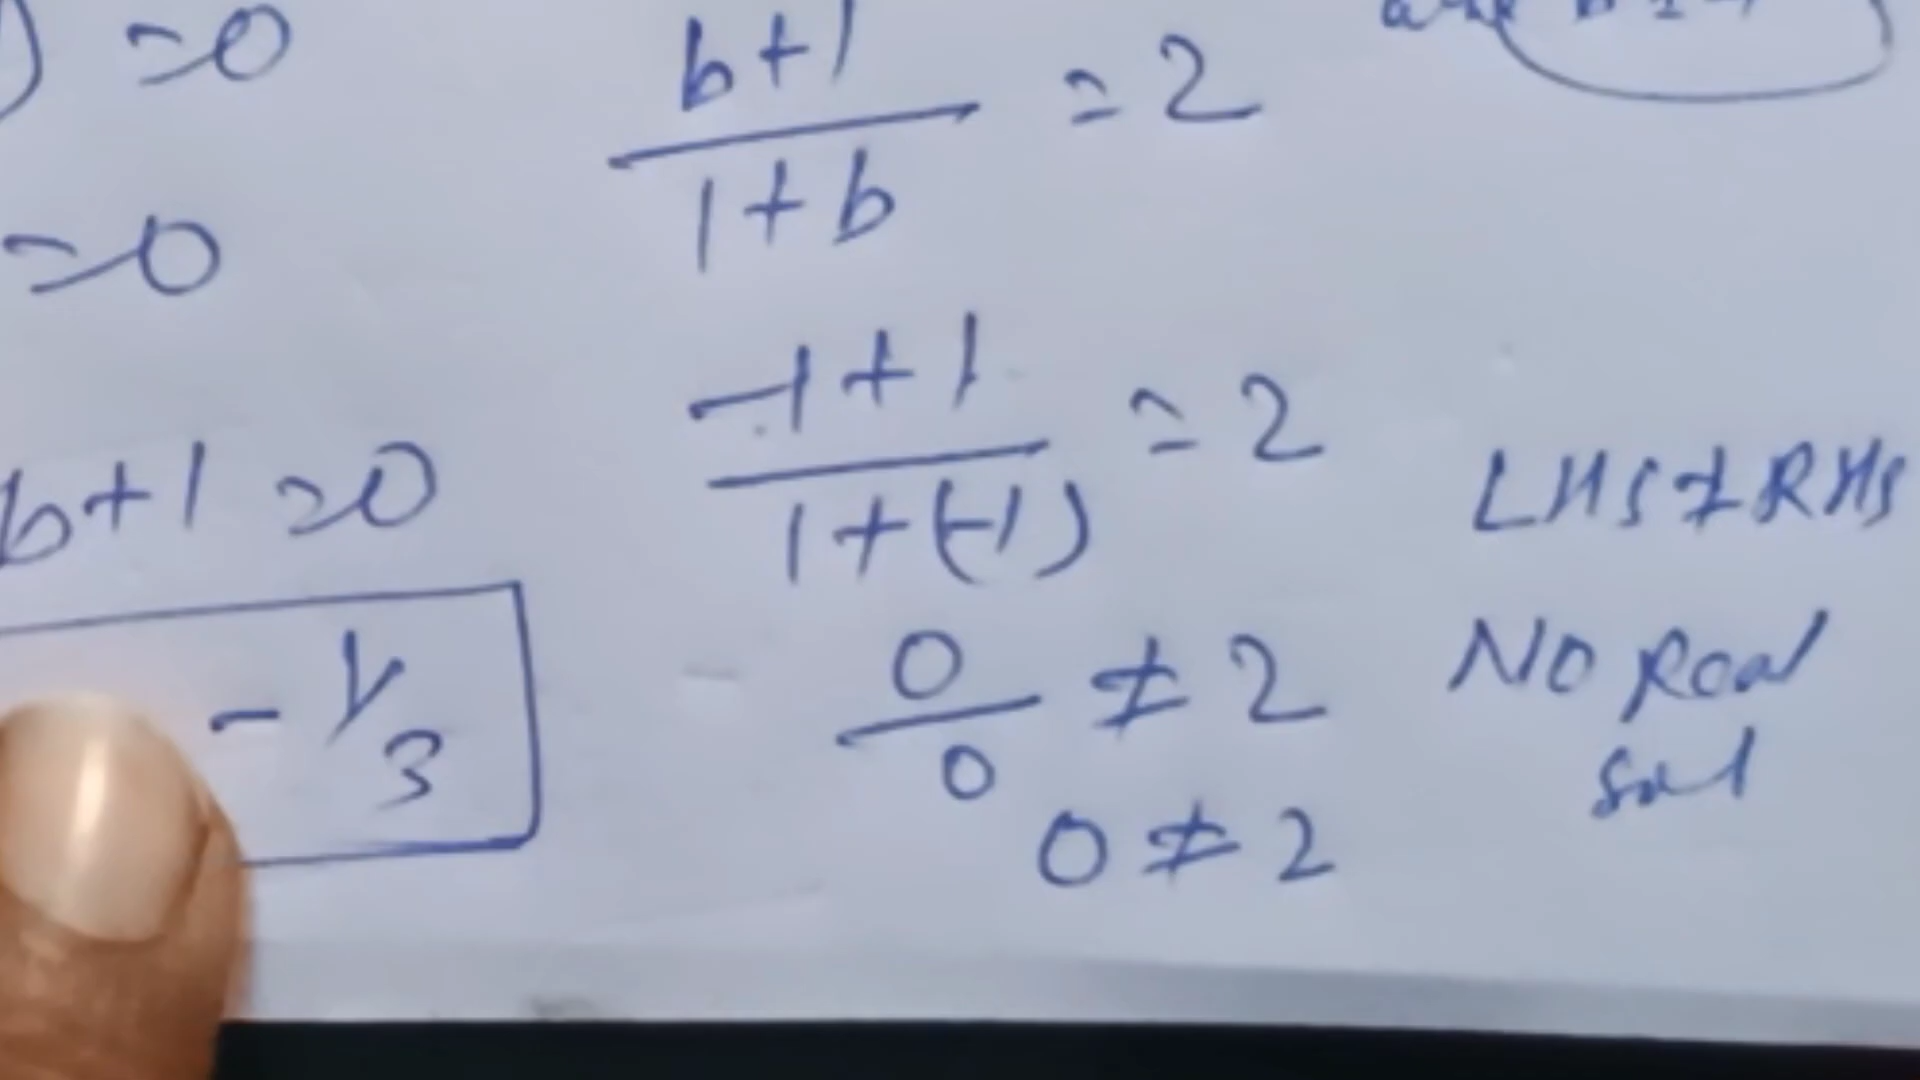 ) =0
=0
b+1 =0
- 1/3
b+1 / 1+b = 2
-1+1 / 1+(-1) = 2
0/0 ≠ 2
0 ≠ 2
LHS ≠ RHS
NO Real
Sol